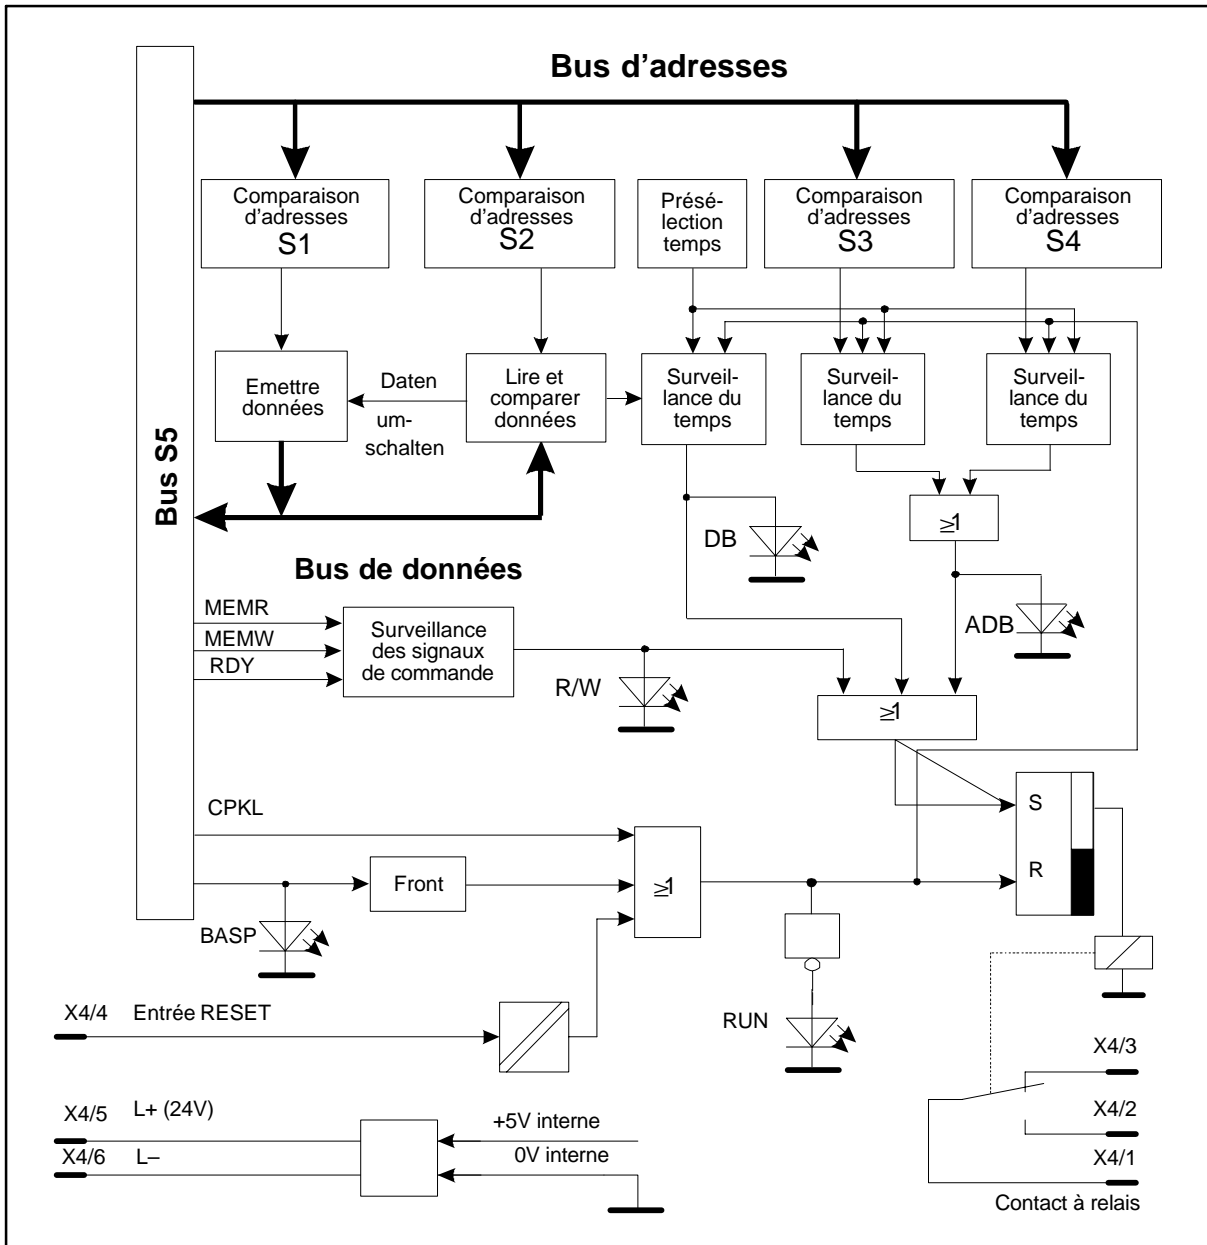 Bus d'adresses
Comparaison
d'adresses
S1
Comparaison
d'adresses
S2
Présé-
lection
temps
Comparaison
d'adresses
S3
Comparaison
d'adresses
S4
Emettre
données
Daten
um-
schalten
Lire et
comparer
données
Surveil-
lance du
temps
Surveil-
lance du
temps
Surveil-
lance du
temps
Bus S5
≥1
DB
ADB
Bus de données
MEMR
MEMW
RDY
Surveillance
des signaux
de commande
R/W
≥1
CPKL
S
R
Front
≥1
BASP
X4/4 Entrée RESET
RUN
X4/3
X4/2
X4/1
Contact à relais
X4/5 L+ (24V)
X4/6 L–
+5V interne
0V interne